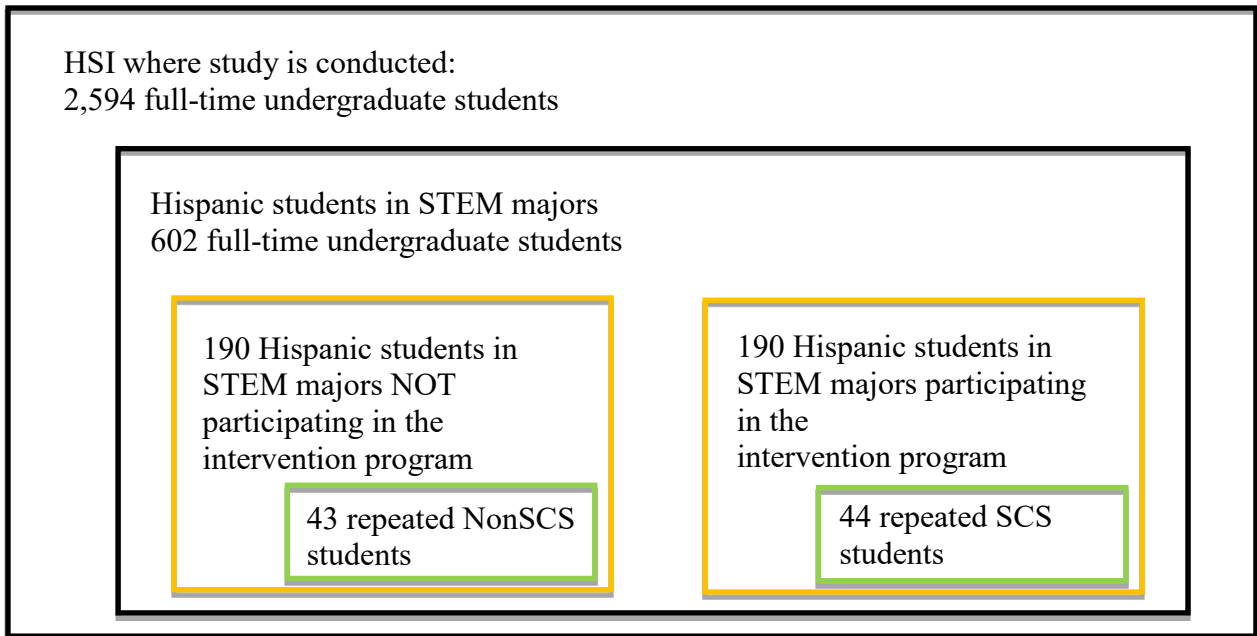 HSI where study is conducted:
2,594 full-time undergraduate students
Hispanic students in STEM majors
602 full-time undergraduate students
190 Hispanic students in
STEM majors NOT
participating in the
intervention program
43 repeated NonSCS
students
190 Hispanic students in
STEM majors participating
in the
intervention program
44 repeated SCS
students